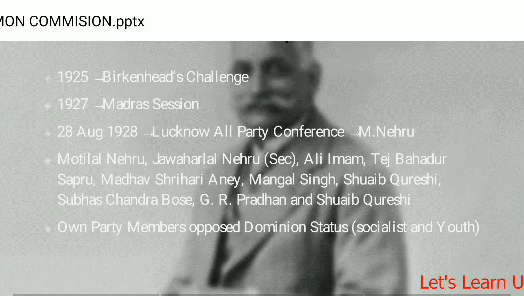 MON COMMISION.pptx
1925 →Birkenhead's Challenge
1927 →Madras Session
28 Aug 1928 →Lucknow All Party Conference →M.Nehru
Motilal Nehru, Jawaharlal Nehru (Sec), Ali Imam, Tej Bahadur
Sapru, Madhav Shrihari Aney, Mangal Singh, Shuaib Qureshi,
Subhas Chandra Bose, G. R. Pradhan and Shuaib Qureshi
Own Party Members opposed Dominion Status (socialist and Youth)
Let's Learn U